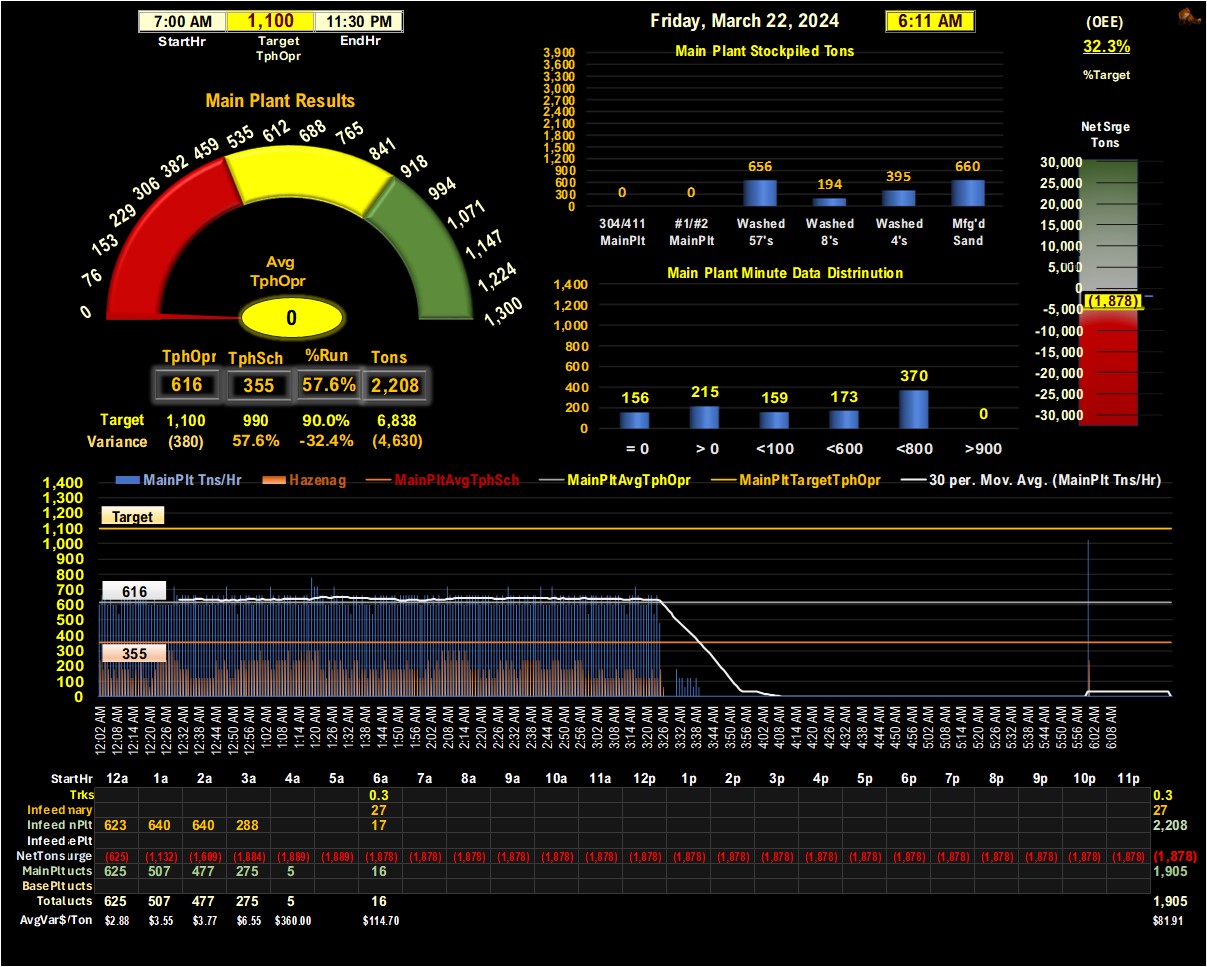 7:00 AM 1,100 11:30 PM
StartHr Target TphOpr EndHr
Friday, March 22, 2024 6:11 AM
(OEE)
32.3%
%Target
Main Plant Results
0 76 153 229 306 382 459 535 612 688 765 841 918 994 1,071 1,147 1,224 1,300
Avg
TphOpr
0
TphOpr TphSch %Run Tons
616 355 57.6% 2,208
Target 1,100 990 90.0% 6,838
Variance (380) 57.6% -32.4% (4,630)
Main Plant Stockpiled Tons
3,900
3,600
3,300
3,000
2,700
2,400
2,100
1,800
1,500
1,200
900
600
300
0
0 0 656 194 395 660
304/411 #1/#2 Washed Washed Washed Mfg'd
MainPlt MainPlt 57's 8's 4's Sand
Main Plant Minute Data Distrinution
1,400
1,200
1,000
800
600
400
200
0
156 215 159 173 370 0
= 0 > 0 <100 <600 <800 >900
Net Srge
Tons
30,000
25,000
20,000
15,000
10,000
5,000
0
(1,878)
-5,000
-10,000
-15,000
-20,000
-25,000
-30,000
MainPlt Tns/Hr Hazenag MainPltAvgTphSch MainPltAvgTphOpr MainPltTargetTphOpr 30 per. Mov. Avg. (MainPlt Tns/Hr)
1,400
1,300
1,200
1,100
1,000
900
800
700
600
500
400
300
200
100
0
Target
616
355
12:02 AM 12:08 AM 12:14 AM 12:20 AM 12:26 AM 12:32 AM 12:38 AM 12:44 AM 12:50 AM 12:56 AM 1:02 AM 1:08 AM 1:14 AM 1:20 AM 1:26 AM 1:32 AM 1:38 AM 1:44 AM 1:50 AM 1:56 AM 2:02 AM 2:08 AM 2:14 AM 2:20 AM 2:26 AM 2:32 AM 2:38 AM 2:44 AM 2:50 AM 2:56 AM 3:02 AM 3:08 AM 3:14 AM 3:20 AM 3:26 AM 3:32 AM 3:38 AM 3:44 AM 3:50 AM 3:56 AM 4:02 AM 4:08 AM 4:14 AM 4:20 AM 4:26 AM 4:32 AM 4:38 AM 4:44 AM 4:50 AM 4:56 AM 5:02 AM 5:08 AM 5:14 AM 5:20 AM 5:26 AM 5:32 AM 5:38 AM 5:44 AM 5:50 AM 5:56 AM 6:02 AM 6:08 AM
StartHr 12a 1a 2a 3a 4a 5a 6a 7a 8a 9a 10a 11a 12p 1p 2p 3p 4p 5p 6p 7p 8p 9p 10p 11p
Trks 0.3 0.3
Infeed nary 27 27
Infeed nPlt 623 640 640 288 17 2,208
Infeed ePlt
NetTons urge (625) (1,132) (1,609) (1,884) (1,889) (1,889) (1,878) (1,878) (1,878) (1,878) (1,878) (1,878) (1,878) (1,878) (1,878) (1,878) (1,878) (1,878) (1,878) (1,878) (1,878) (1,878) (1,878) (1,878) (1,878)
MainPlt ucts 625 507 477 275 5 16 1,905
BasePlt ucts
Total ucts 625 507 477 275 5 16 1,905
AvgVar$/Ton $2.88 $3.55 $3.77 $6.55 $360.00 $114.70 $81.91